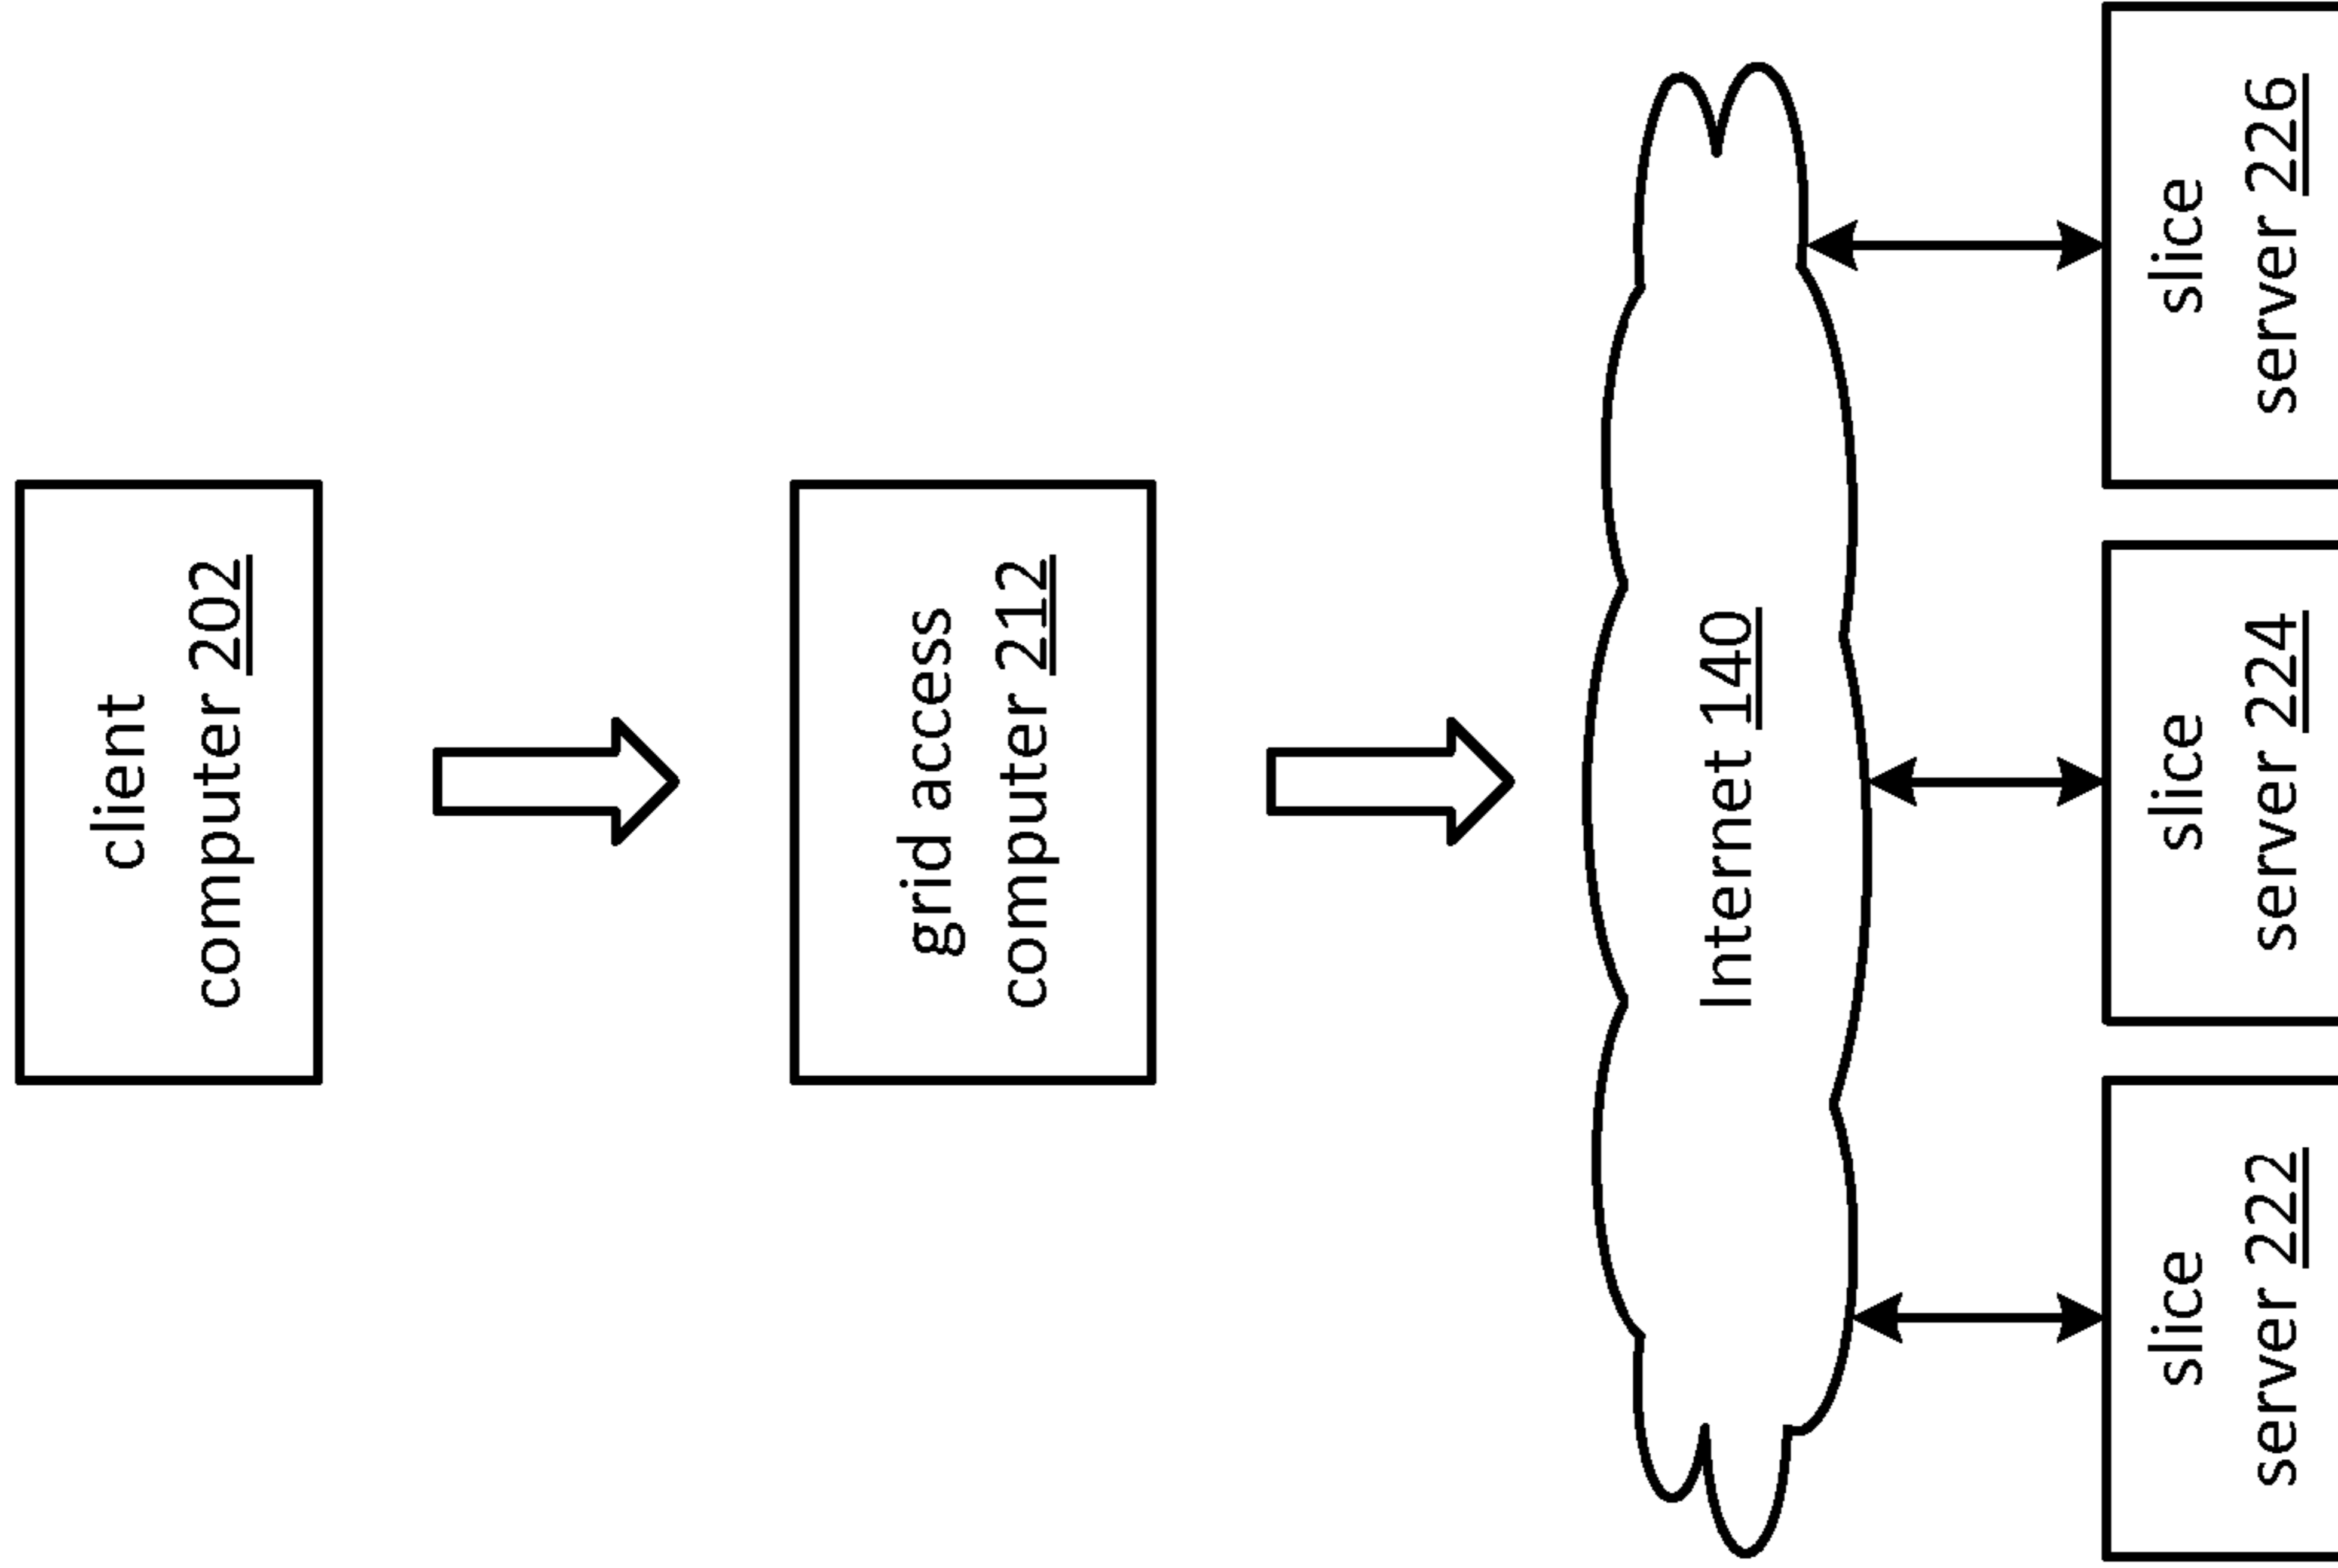 client
computer 202
grid access
computer 212
Internet 140
slice
server 222
slice
server 224
slice
server 226